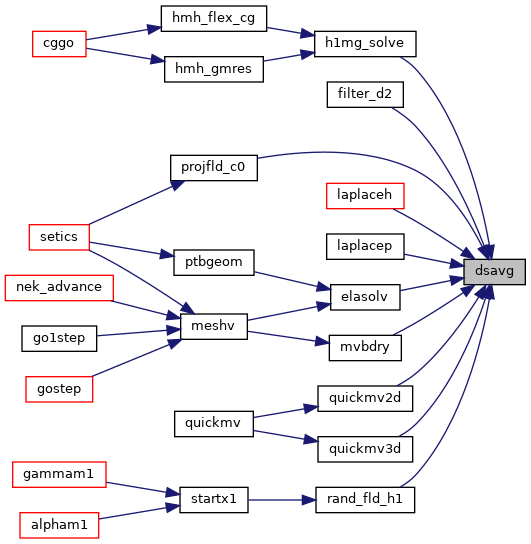 hmh_flex_cg
cggo
h1mg_solve
hmh_gmres
filter_d2
projfld_c0
laplaceh
setics
laplacep
ptbgeom
dsavg
nek_advance
elasolv
meshv
go1step
mvbdry
gostep
quickmv2d
quickmv
quickmv3d
gammam1
startx1
rand_fld_h1
alpham1